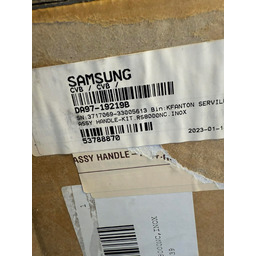 SAMSUNG
CVB / CVB /
DA97-19219B
SN:3717069-33005613 Bin:KFANTON SERVIL
ASSY HANDLE-KIT,RS8000NC,INOX
2023-01-1
53788870
ASSY HANDLE-